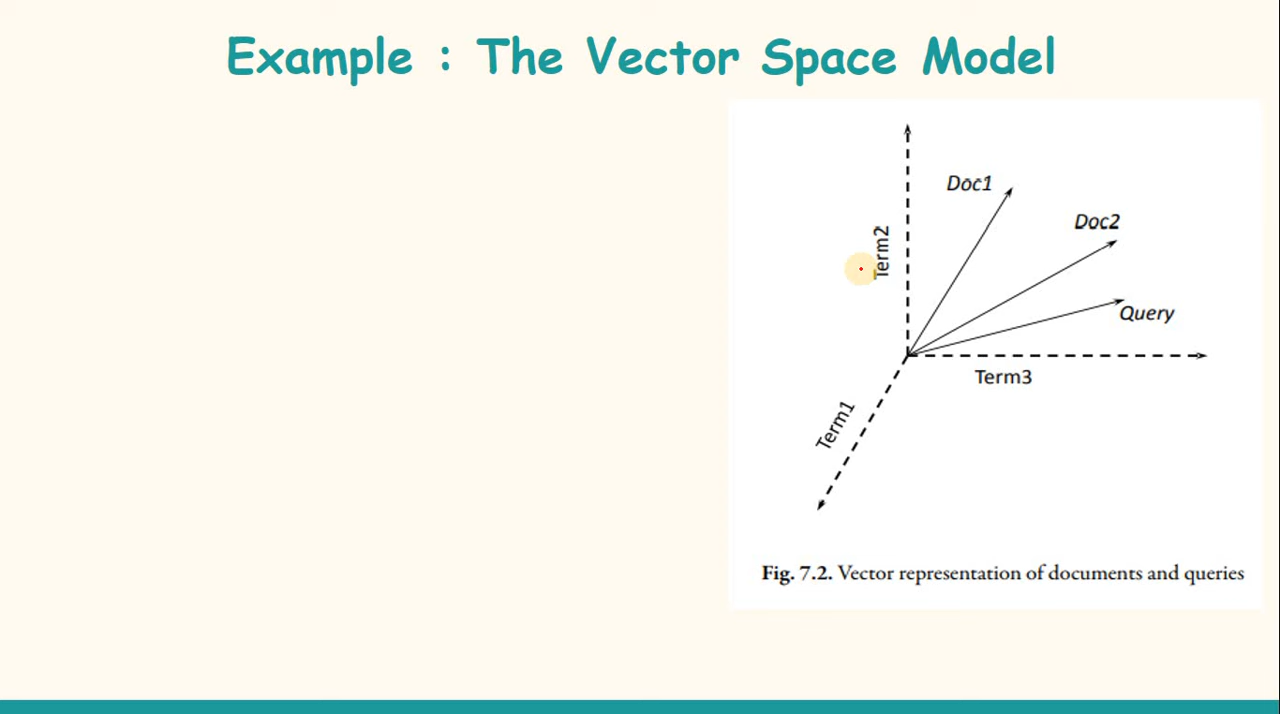 Example : The Vector Space Model
Doc1
Doc2
Term2
Query
Term3
Term1
Fig. 7.2. Vector representation of documents and queries